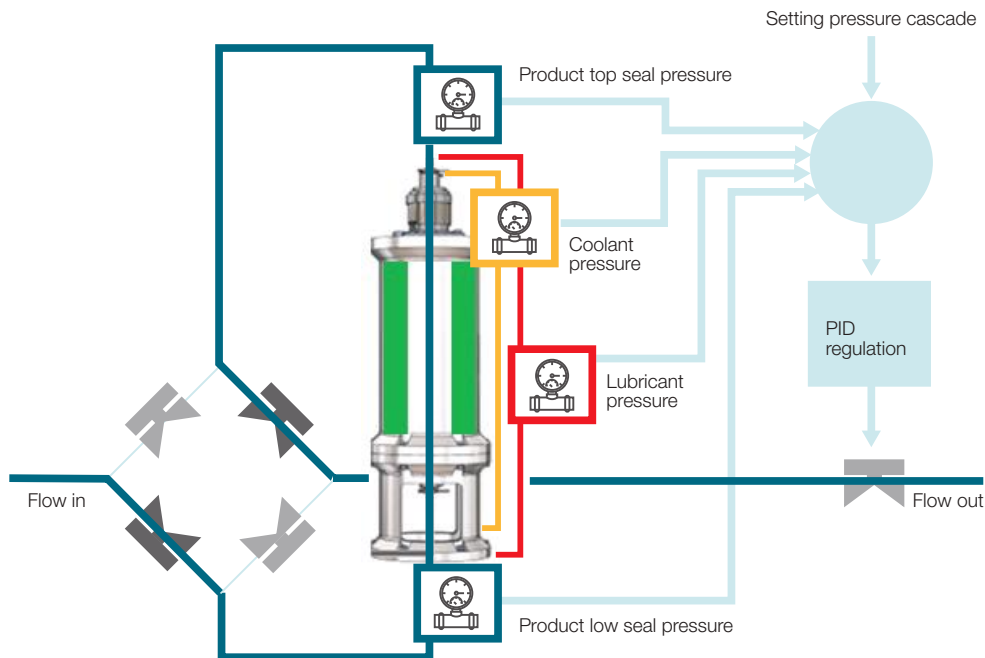 Setting pressure cascade
Product top seal pressure
Coolant
pressure
PID
regulation
Lubricant
pressure
Flow in
Flow out
Product low seal pressure